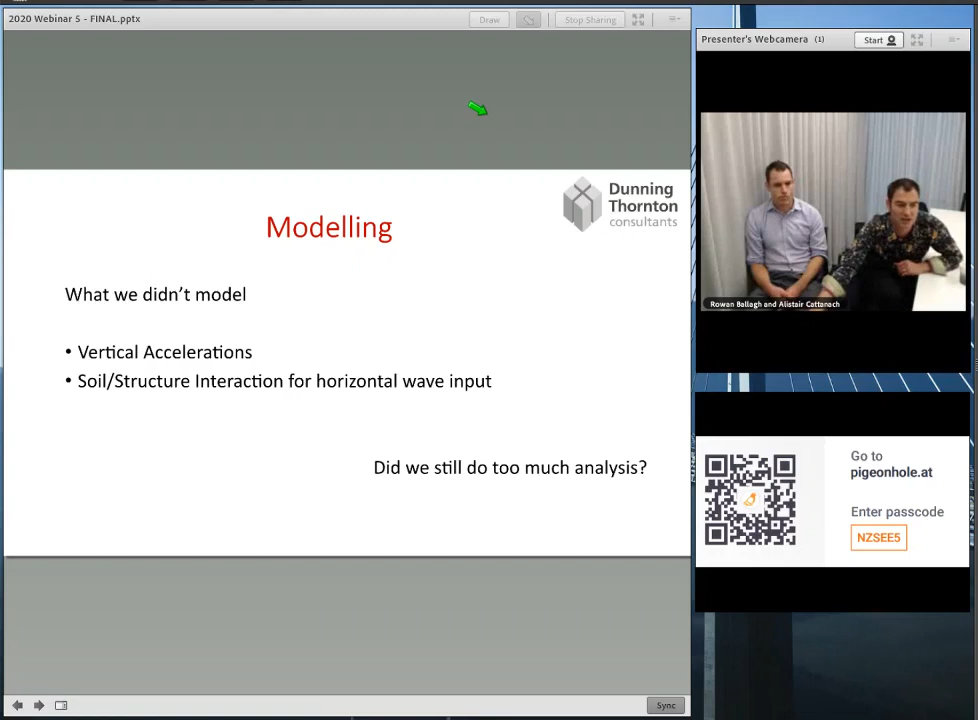 2020 Webinar 5 - FINAL.pptx
Draw
Stop Sharing
Presenter's Webcamera (1)
Start
Dunning
Thornton
consultants
Modelling
What we didn't model
• Vertical Accelerations
• Soil/Structure Interaction for horizontal wave input
Did we still do too much analysis?
Rowan Ballagh and Alistair Cattanach
Go to
pigeonhole.at
Enter passcode
NZSEE5
Sync